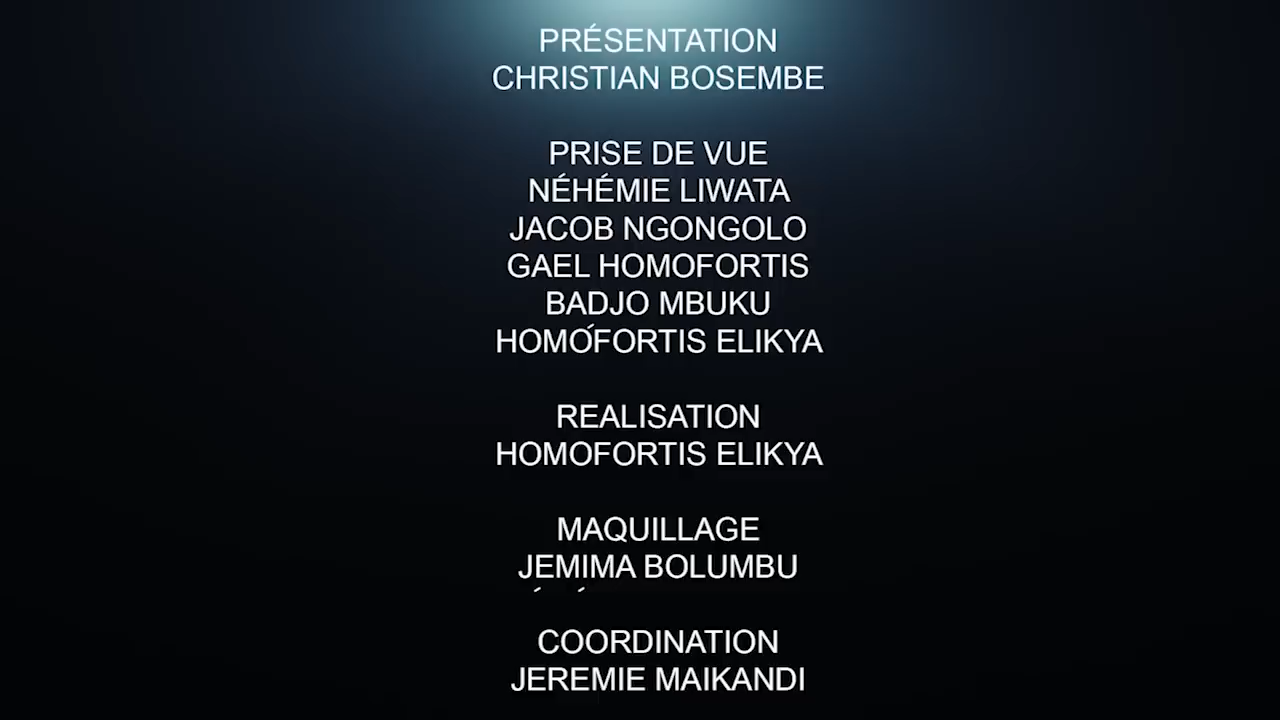 PRÉSENTATION
CHRISTIAN BOSEMBE
PRISE DE VUE
NÉHÉMIE LIWATA
JACOB NGONGOLO
GAEL HOMOFORTIS
BADJO MBUKU
HOMOFORTIS ELIKYA
REALISATION
HOMOFORTIS ELIKYA
MAQUILLAGE
JEMIMA BOLUMBU
COORDINATION
JEREMIE MAIKANDI